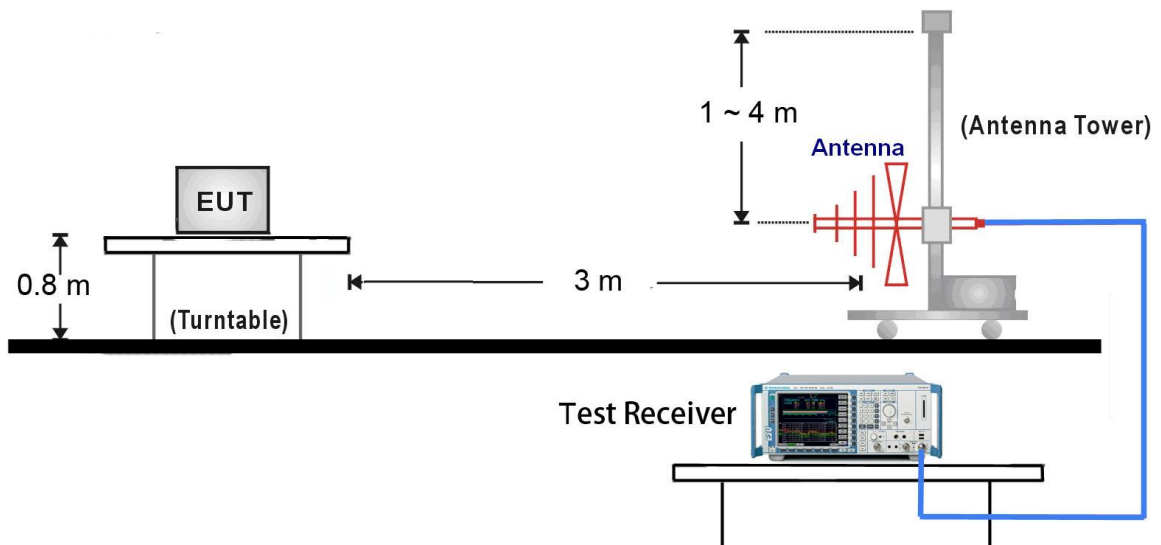 1 ~ 4 m
(Antenna Tower)
Antenna
EUT
0.8 m
3 m
(Turntable)
Test Receiver